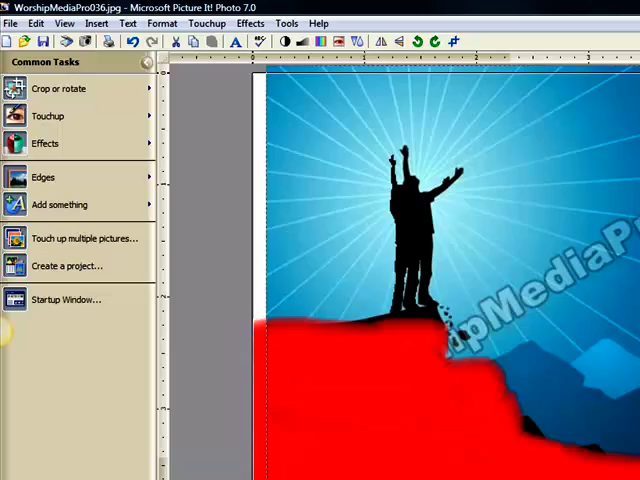 WorshipMediaPro036.jpg - Microsoft Picture It! Photo 7.0
File Edit View Insert Text Format Touchup Effects Tools Help
Common Tasks
Crop or rotate
Touchup
Effects
Edges
Add something
Touch up multiple pictures...
Create a project...
Startup Window...
hipMediaPr